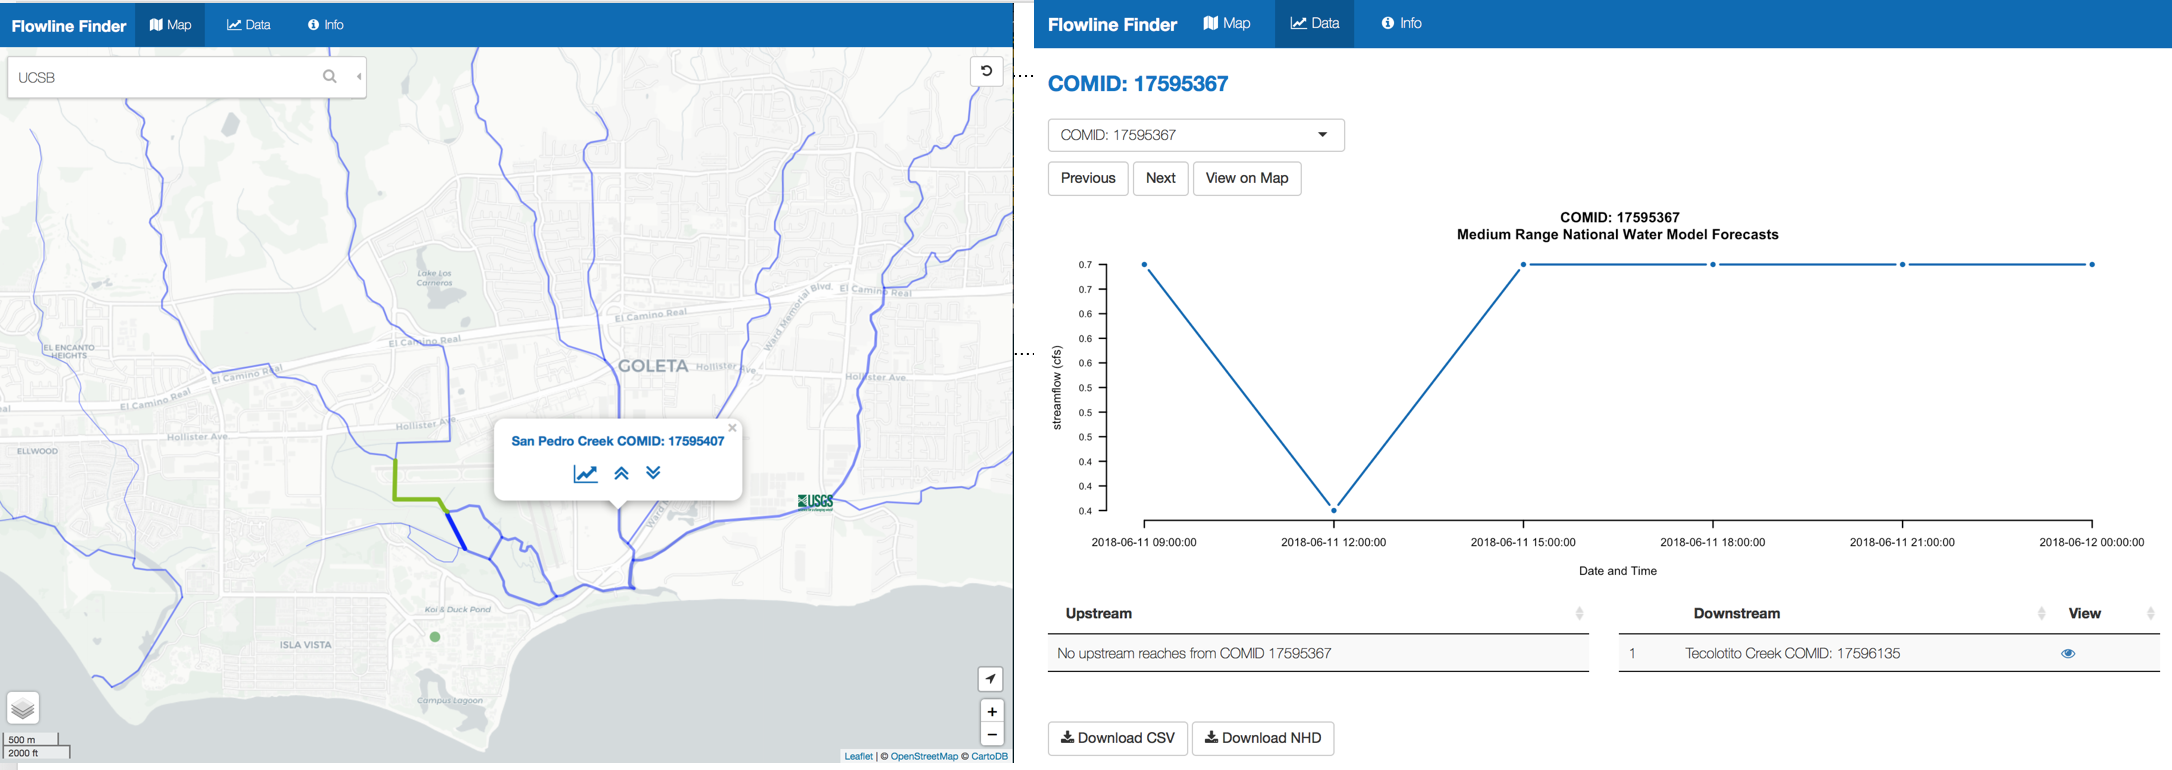 Flowline Finder Map Data Info
UCSB
Lake Los
Carneros
El Camino Real
El Camino Real
El Camino Real
El Camino Real
El Camino Real
Ward Memorial Blvd.
EL ENCANTO
HEIGHTS
GOLETA
Hollister Ave
Hollister Ave
Hollister Ave.
Hollister Ave
ELLWOOD
San Pedro Creek COMID: 17595407
×
USGS
Ward
Koi & Duck Pond
ISLA VISTA
Campus Lagoon
+
−
500 m
2000 ft
Leaflet | © OpenStreetMap © CartoDB
Flowline Finder Map Data Info
COMID: 17595367
COMID: 17595367
Previous Next View on Map
COMID: 17595367
Medium Range National Water Model Forecasts
0.7
0.7
0.6
0.6
0.6
0.5
0.5
0.5
0.4
0.4
0.4
streamflow (cfs)
2018-06-11 09:00:00 2018-06-11 12:00:00 2018-06-11 15:00:00 2018-06-11 18:00:00 2018-06-11 21:00:00 2018-06-12 00:00:00
Date and Time
Upstream
No upstream reaches from COMID 17595367
Downstream View
1 Tecolotito Creek COMID: 17596135
Download CSV Download NHD